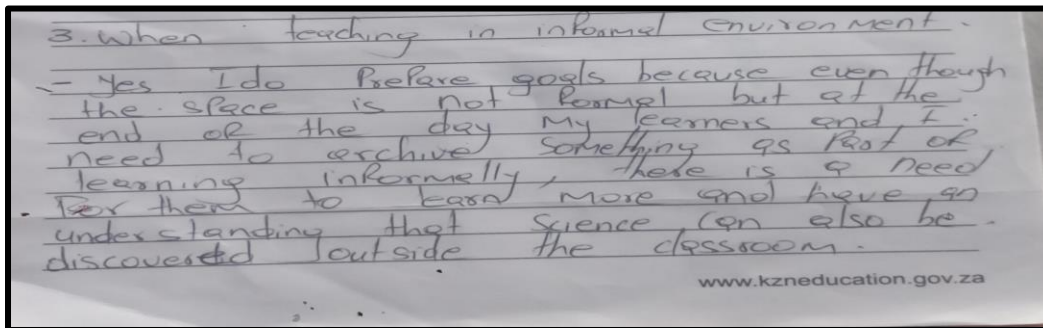 3. When teaching in informal environment.
- Yes I do Prepare goals because even though
the space is not formal but at the
end of the day my learners and I
need to archive something as Part of
learning informally, there is a need
For them to learn more and have an
understanding that science can also be
discovered outside the classroom.
www.kzneducation.gov.za